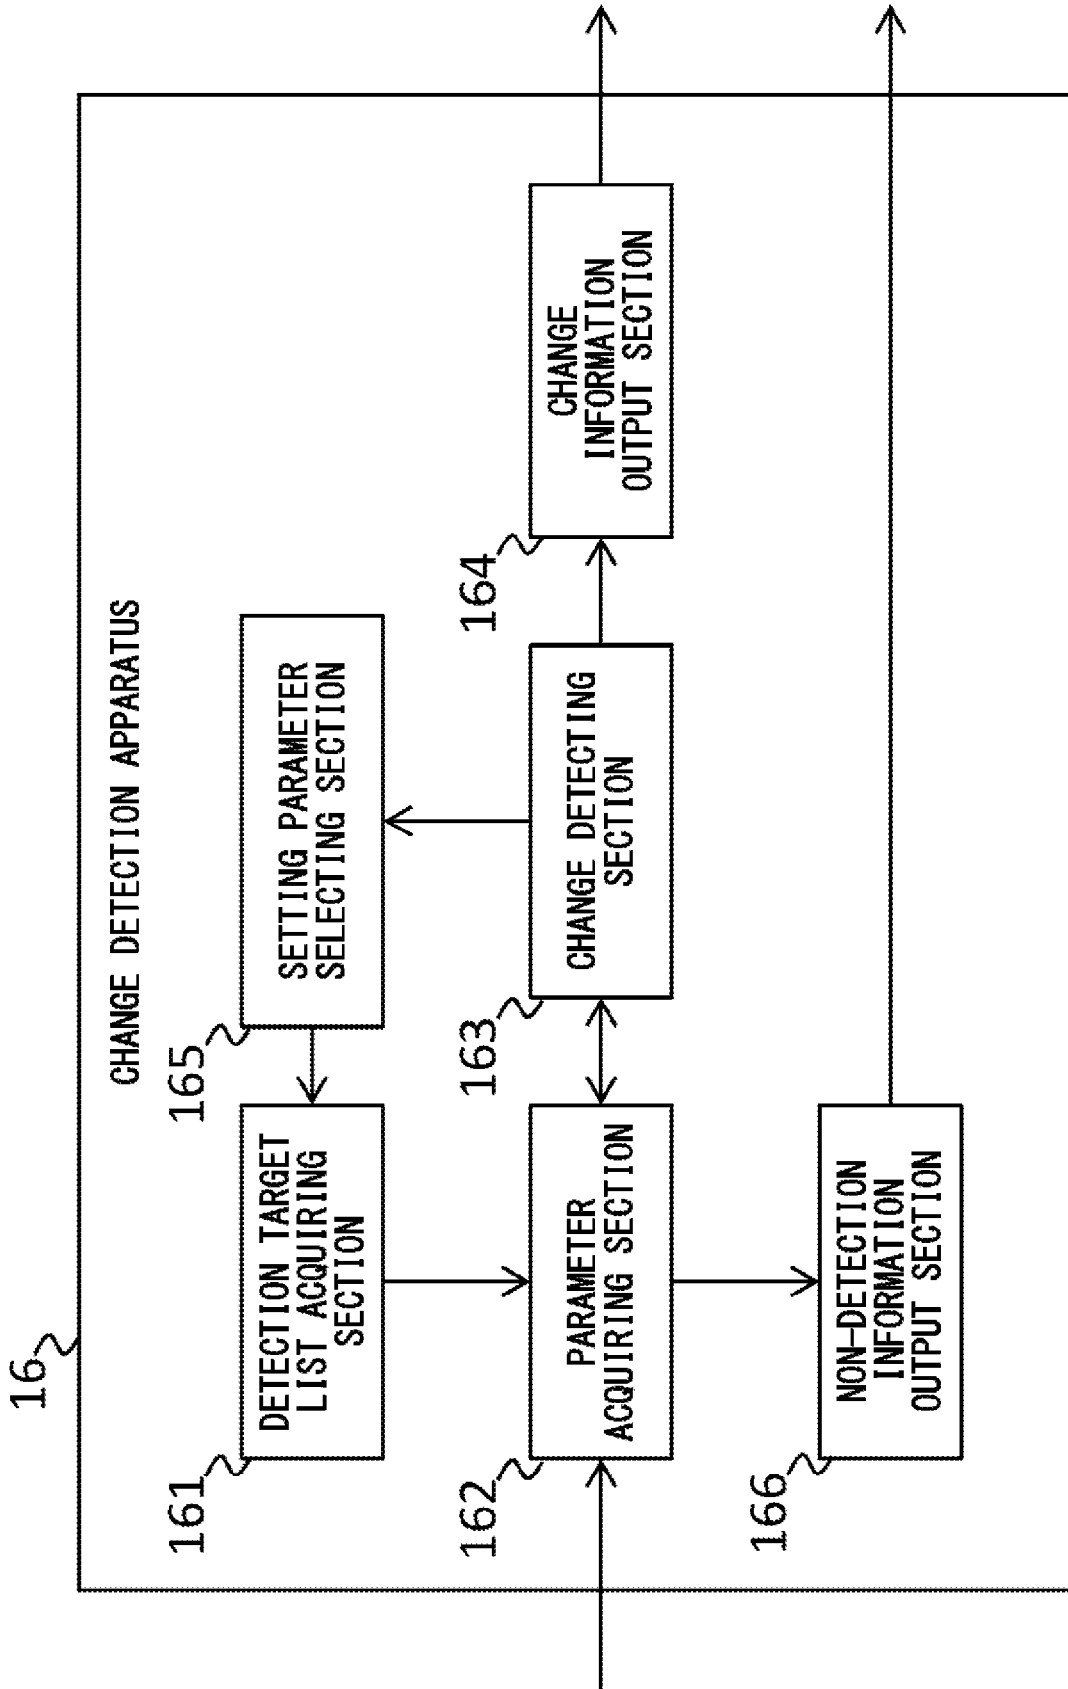 16
CHANGE DETECTION APPARATUS
161
DETECTION TARGET
LIST ACQUIRING
SECTION
165
SETTING PARAMETER
SELECTING SECTION
162
PARAMETER
ACQUIRING SECTION
163
CHANGE DETECTING
SECTION
164
CHANGE
INFORMATION
OUTPUT SECTION
166
NON-DETECTION
INFORMATION
OUTPUT SECTION